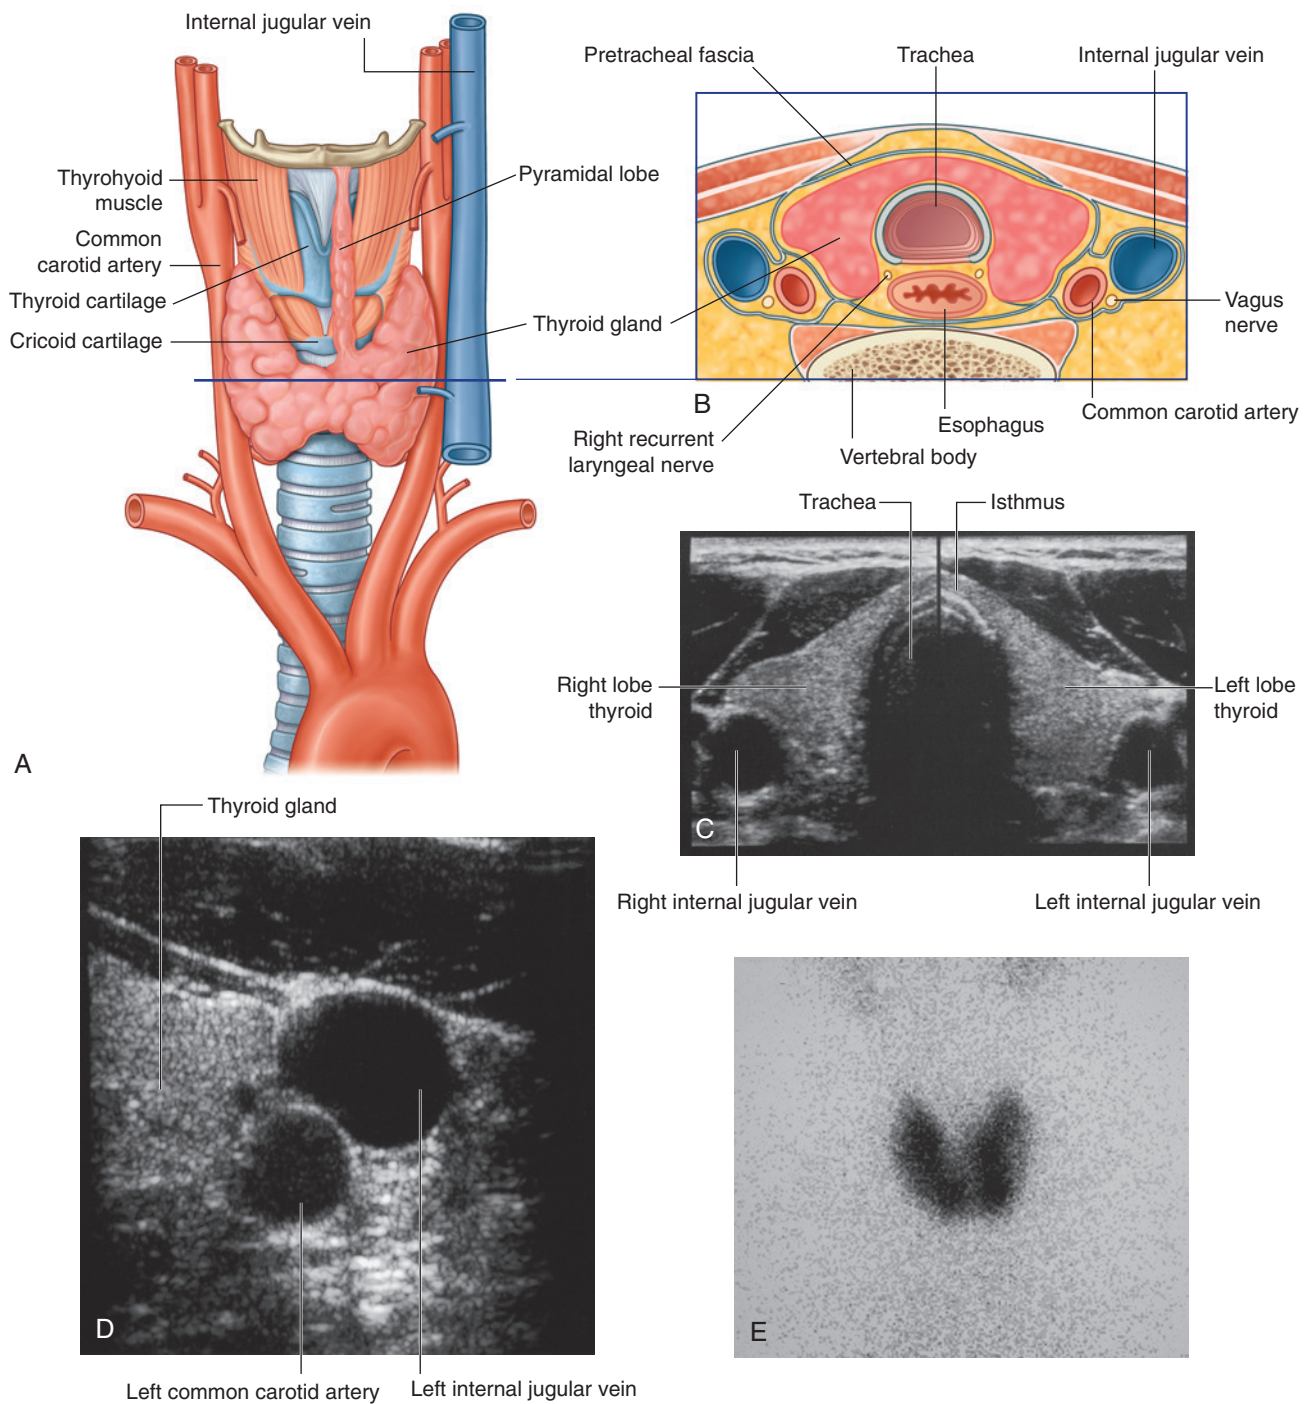 Internal jugular vein
Thyrohyoid
muscle
Common
carotid artery
Thyroid cartilage
Cricoid cartilage
Pyramidal lobe
Thyroid gland
A
Pretracheal fascia
Trachea
Internal jugular vein
Vagus
nerve
Common carotid artery
Esophagus
Vertebral body
Right recurrent
laryngeal nerve
B
Trachea
Isthmus
Right lobe
thyroid
Left lobe
thyroid
C
Right internal jugular vein
Left internal jugular vein
Thyroid gland
D
Left common carotid artery
Left internal jugular vein
E